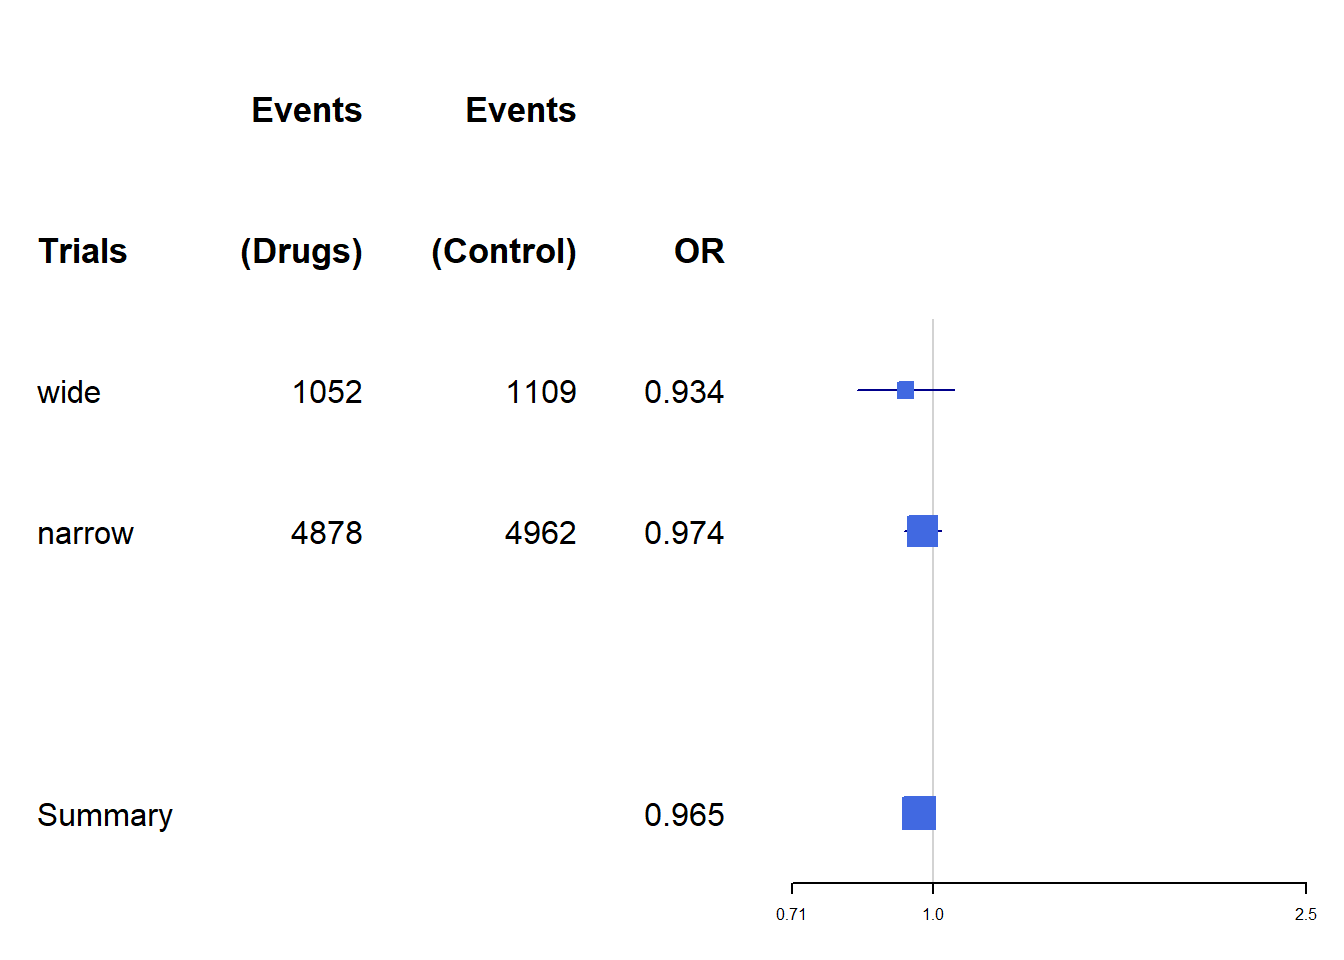 Events Events
Trials (Drugs) (Control) OR
wide 1052 1109 0.934
narrow 4878 4962 0.974
Summary 0.965
0.71 1.0 2.5